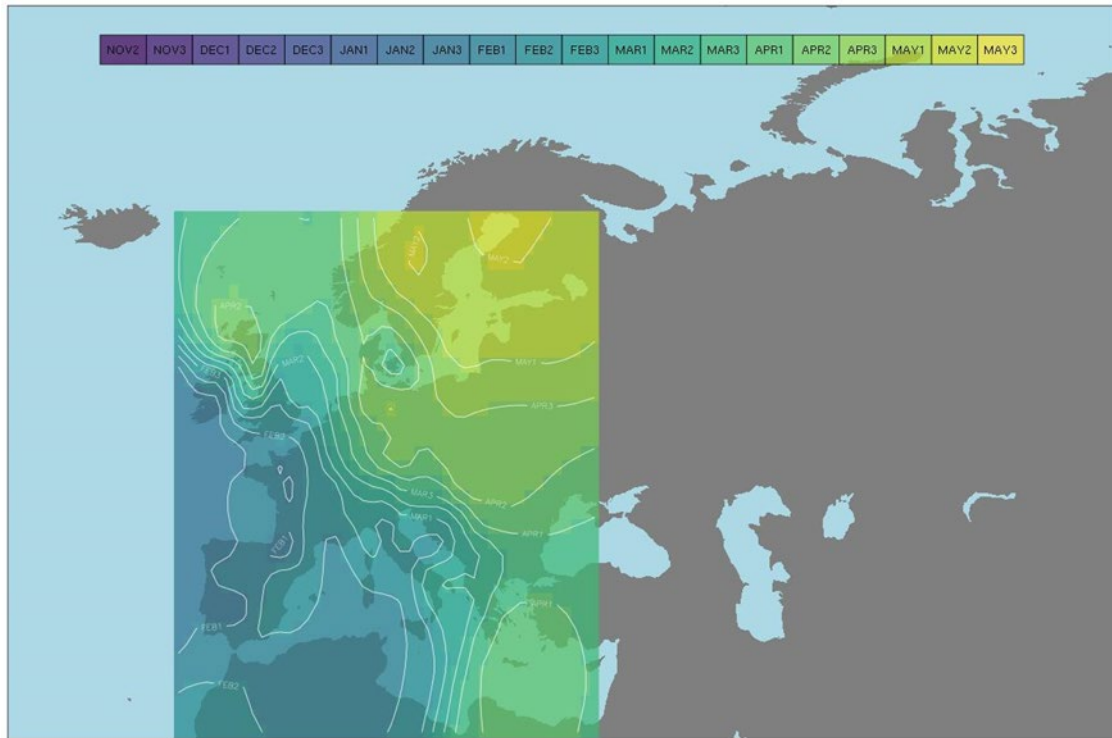 NOV2 NOV3 DEC1 DEC2 DEC3 JAN1 JAN2 JAN3 FEB1 FEB2 FEB3 MAR1 MAR2 MAR3 APR1 APR2 APR3 MAY1 MAY2 MAY3
MAY2
MAY2
APR2
MAR2
FEB3
MAY1
APR3
FEB2
MAR3
APR2
MAR1
APR1
FEB1
APR1
FEB1
FEB2